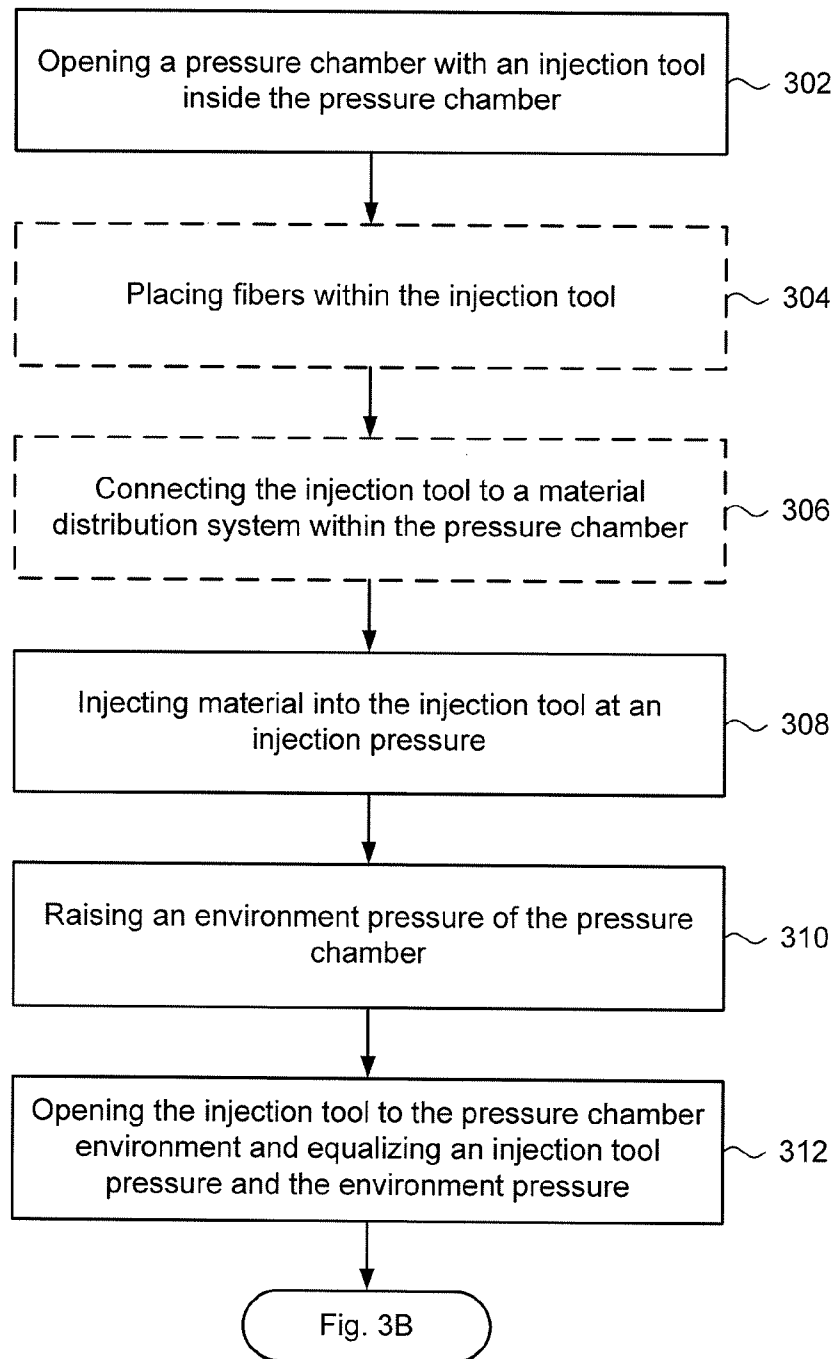 Opening a pressure chamber with an injection tool
inside the pressure chamber
302
Placing fibers within the injection tool
304
Connecting the injection tool to a material
distribution system within the pressure chamber
306
Injecting material into the injection tool at an
injection pressure
308
Raising an environment pressure of the pressure
chamber
310
Opening the injection tool to the pressure chamber
environment and equalizing an injection tool
pressure and the environment pressure
312
Fig. 3B